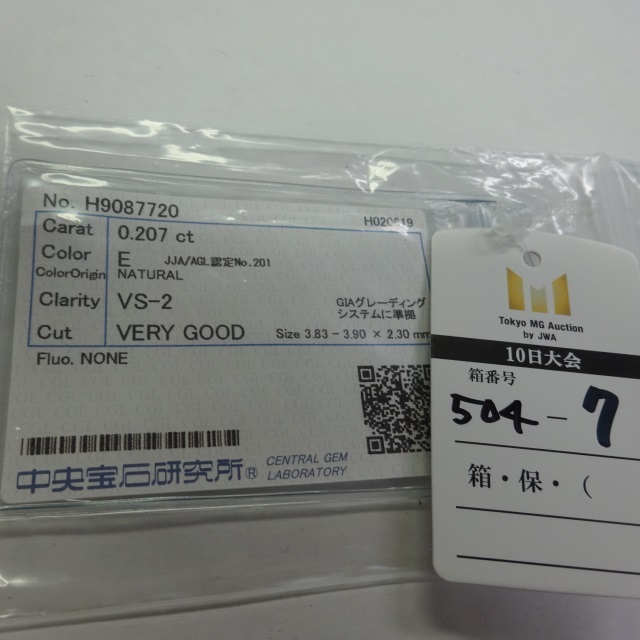 No. H9087720
H020619
Carat 0.207 ct
Color E JJA/AGL認定No.201
ColorOrigin NATURAL
Clarity VS-2
GIAグレーディング
システムに準拠
Cut VERY GOOD Size 3.83 - 3.90 × 2.30 mm
Fluo. NONE
中央宝石研究所® CENTRAL GEM
LABORATORY
Tokyo MG Auction
by JWA
10日大会
箱番号
504-7
箱・保・(